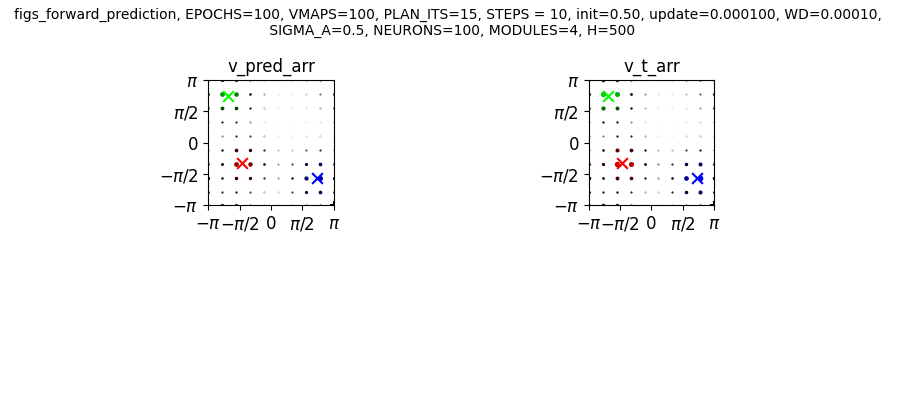 figs_forward_prediction, EPOCHS=100, VMAPS=100, PLAN_ITS=15, STEPS = 10, init=0.50, update=0.000100, WD=0.00010,
SIGMA_A=0.5, NEURONS=100, MODULES=4, H=500
v_pred_arr
π
π/2
0
−π/2
−π
−π −π/2 0 π/2 π
v_t_arr
π
π/2
0
−π/2
−π
−π −π/2 0 π/2 π